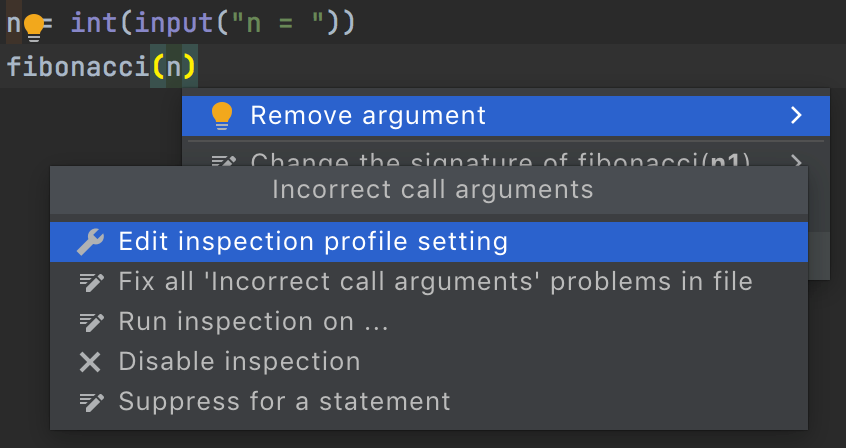 n = int(input("n = "))
fibonacci(n)
Remove argument
Change the signature of fibonacci(n1)
Incorrect call arguments
Edit inspection profile setting
Fix all 'Incorrect call arguments' problems in file
Run inspection on ...
Disable inspection
Suppress for a statement